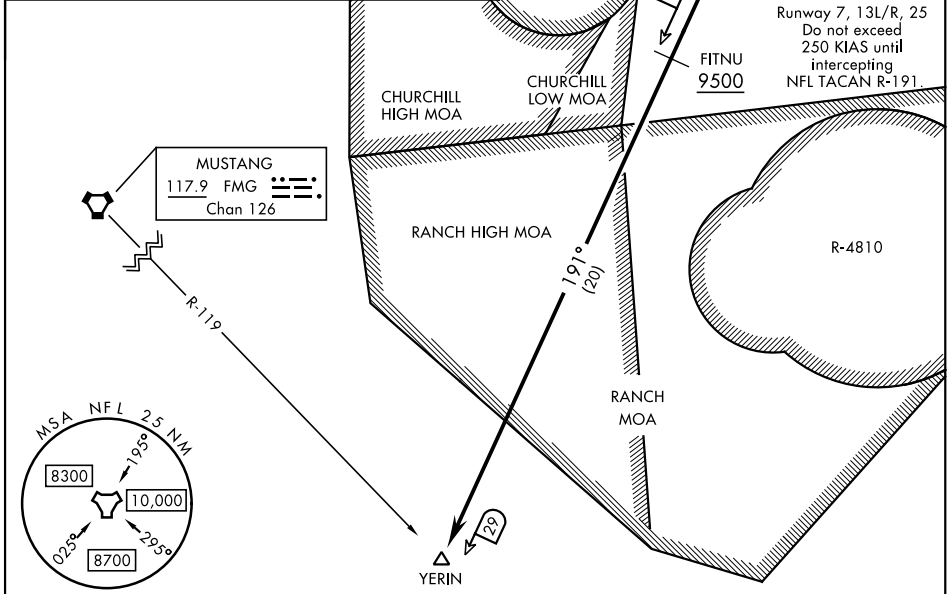 Runway 7, 13L/R, 25
Do not exceed
250 KIAS until
intercepting
NFL TACAN R-191.
FITNU
9500
CHURCHILL
HIGH MOA
CHURCHILL
LOW MOA
MUSTANG
117.9 FMG
Chan 126
RANCH HIGH MOA
R-4810
191°
(20)
R-119
RANCH
MOA
MSA NFL 25 NM
195°
8300
10,000
025°
295°
8700
29
YERIN